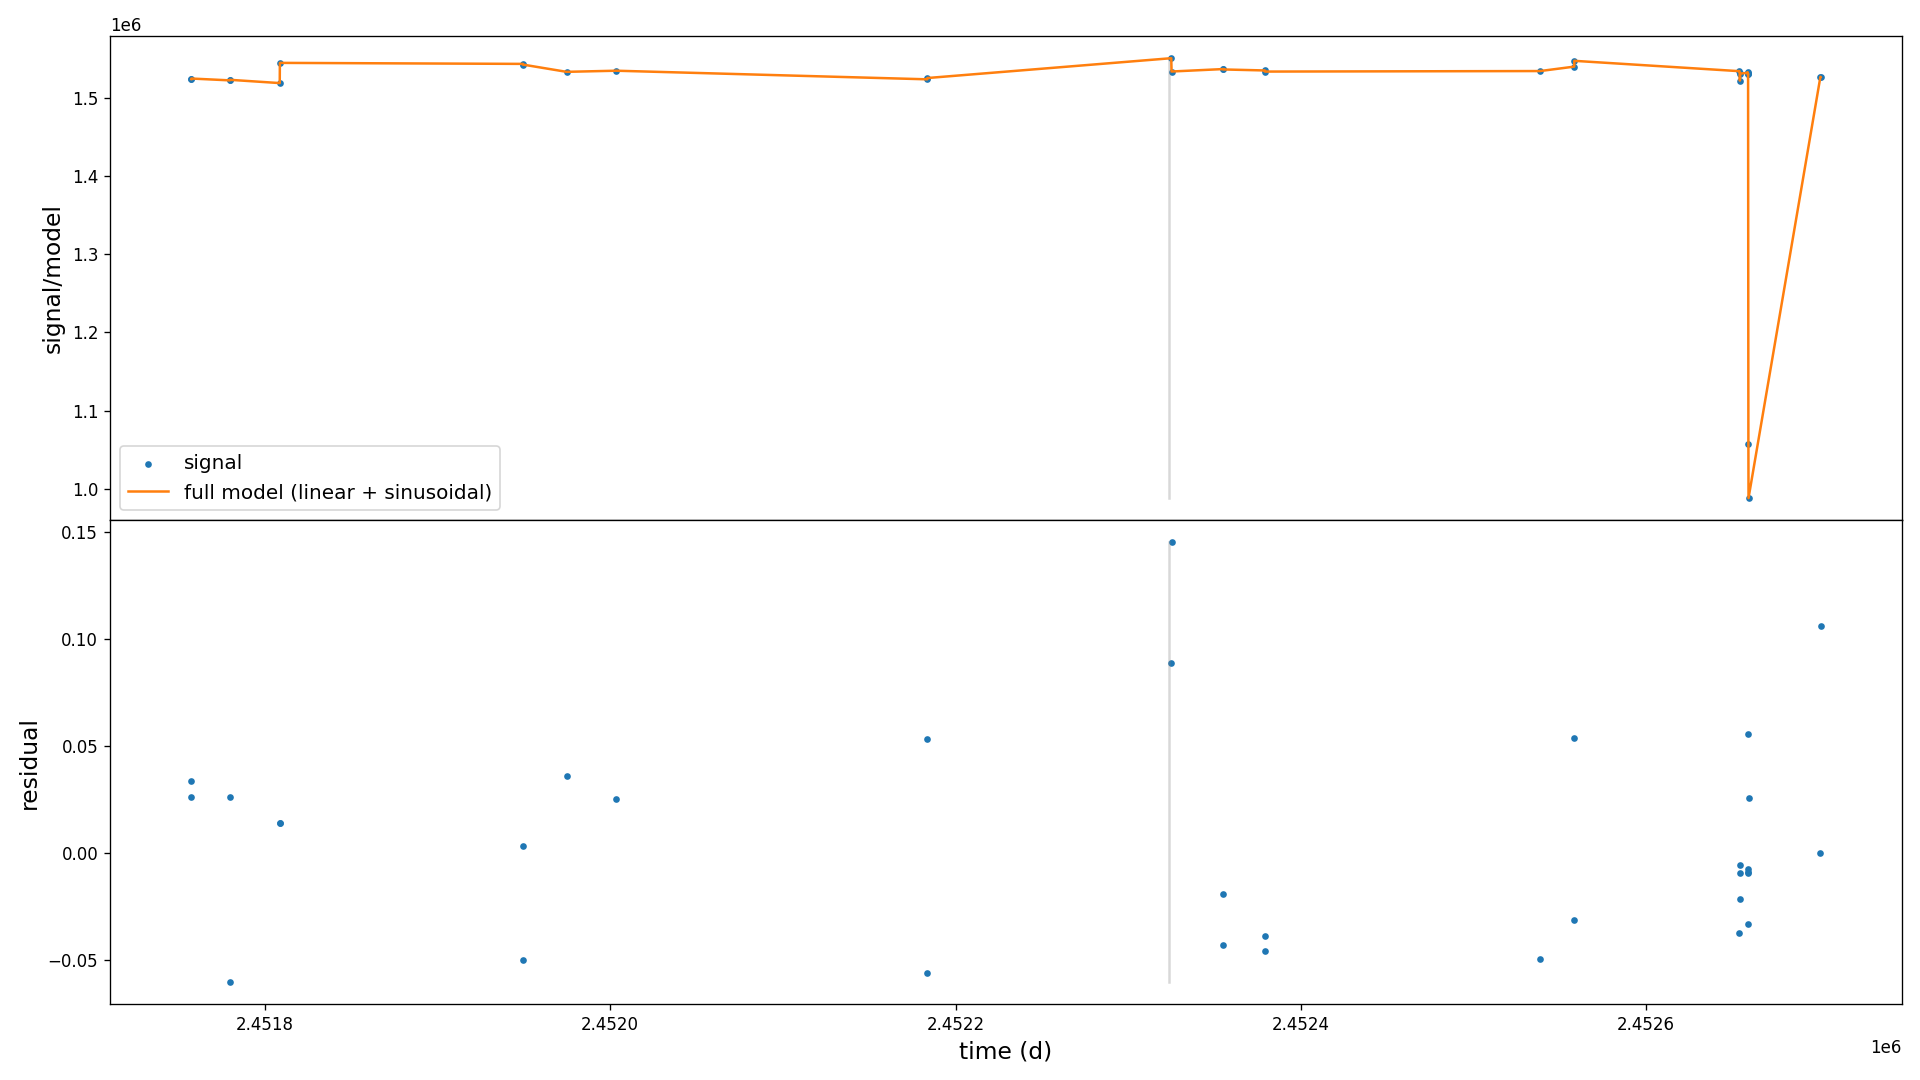 1e6
signal/model
1.5
1.4
1.3
1.2
1.1
1.0
signal
full model (linear + sinusoidal)
residual
0.15
0.10
0.05
0.00
−0.05
2.4518
2.4520
2.4522
2.4524
2.4526
time (d)
1e6